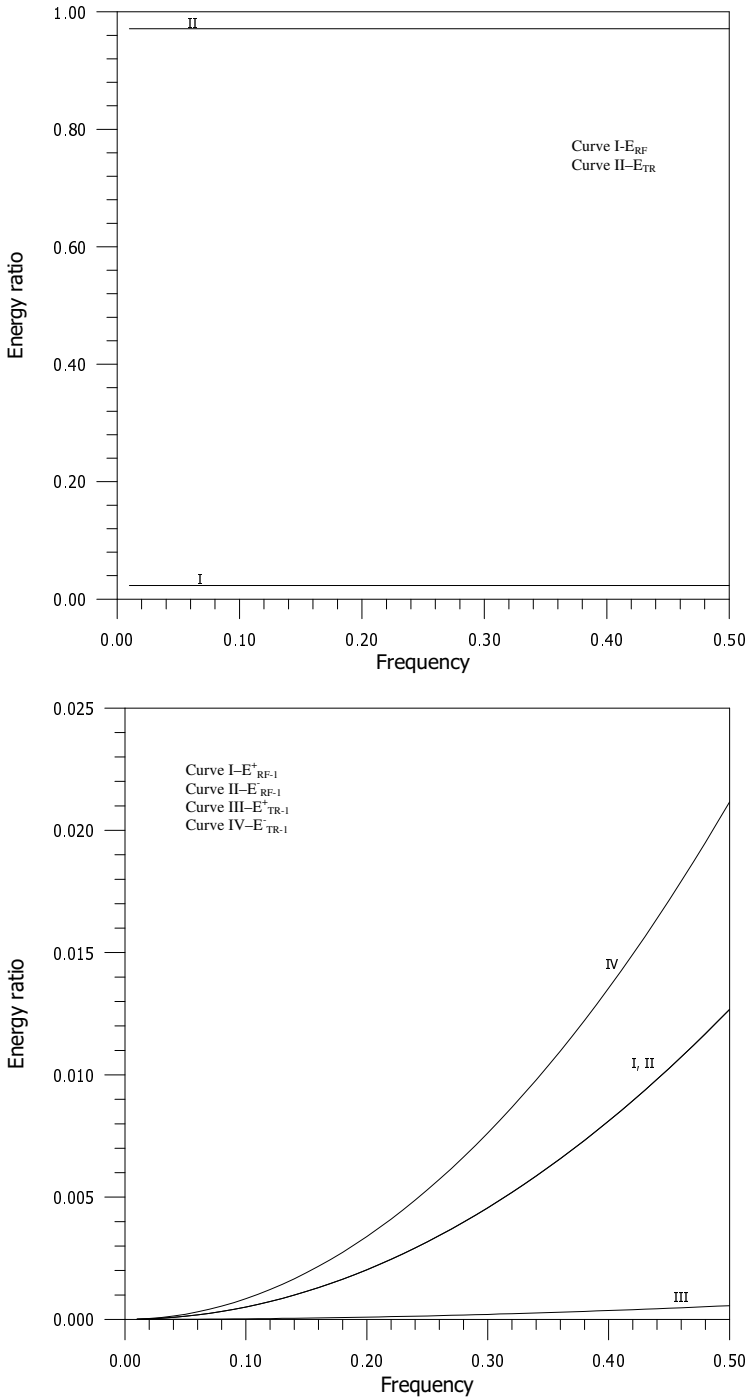 1.00
II
0.80
Curve I-E_RF
Curve II–E_TR
0.60
Energy ratio
0.40
0.20
I
0.00
0.00 0.10 0.20 0.30 0.40 0.50
Frequency
0.025
Curve I–E⁺_RF-1
Curve II–E⁻_RF-1
Curve III–E⁺_TR-1
Curve IV–E⁻_TR-1
0.020
0.015
IV
Energy ratio
I, II
0.010
0.005
III
0.000
0.00 0.10 0.20 0.30 0.40 0.50
Frequency